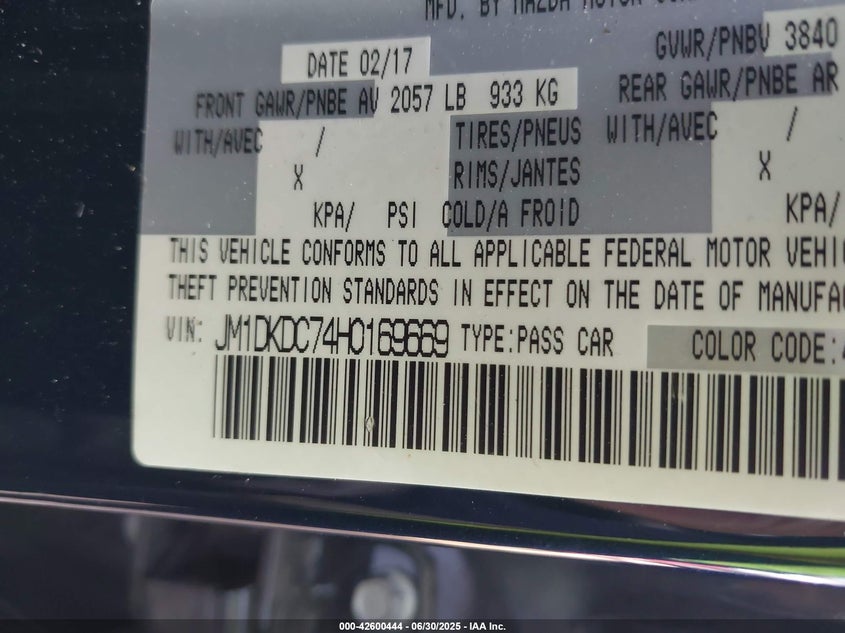 MFD. BY MAZDA MOTOR
DATE 02/17
GVWR/PNBV 3840
FRONT GAWR/PNBE AV 2057 LB 933 KG
REAR GAWR/PNBE AR
WITH/AVEC / TIRES/PNEUS WITH/AVEC /
X RIMS/JANTES X
KPA/ PSI COLD/A FROID KPA/
THIS VEHICLE CONFORMS TO ALL APPLICABLE FEDERAL MOTOR VEHI
THEFT PREVENTION STANDARDS IN EFFECT ON THE DATE OF MANUFA
VIN: JM1DKDC74H0169669 TYPE:PASS CAR COLOR CODE:
000-42600444 - 06/30/2025 - IAA Inc.